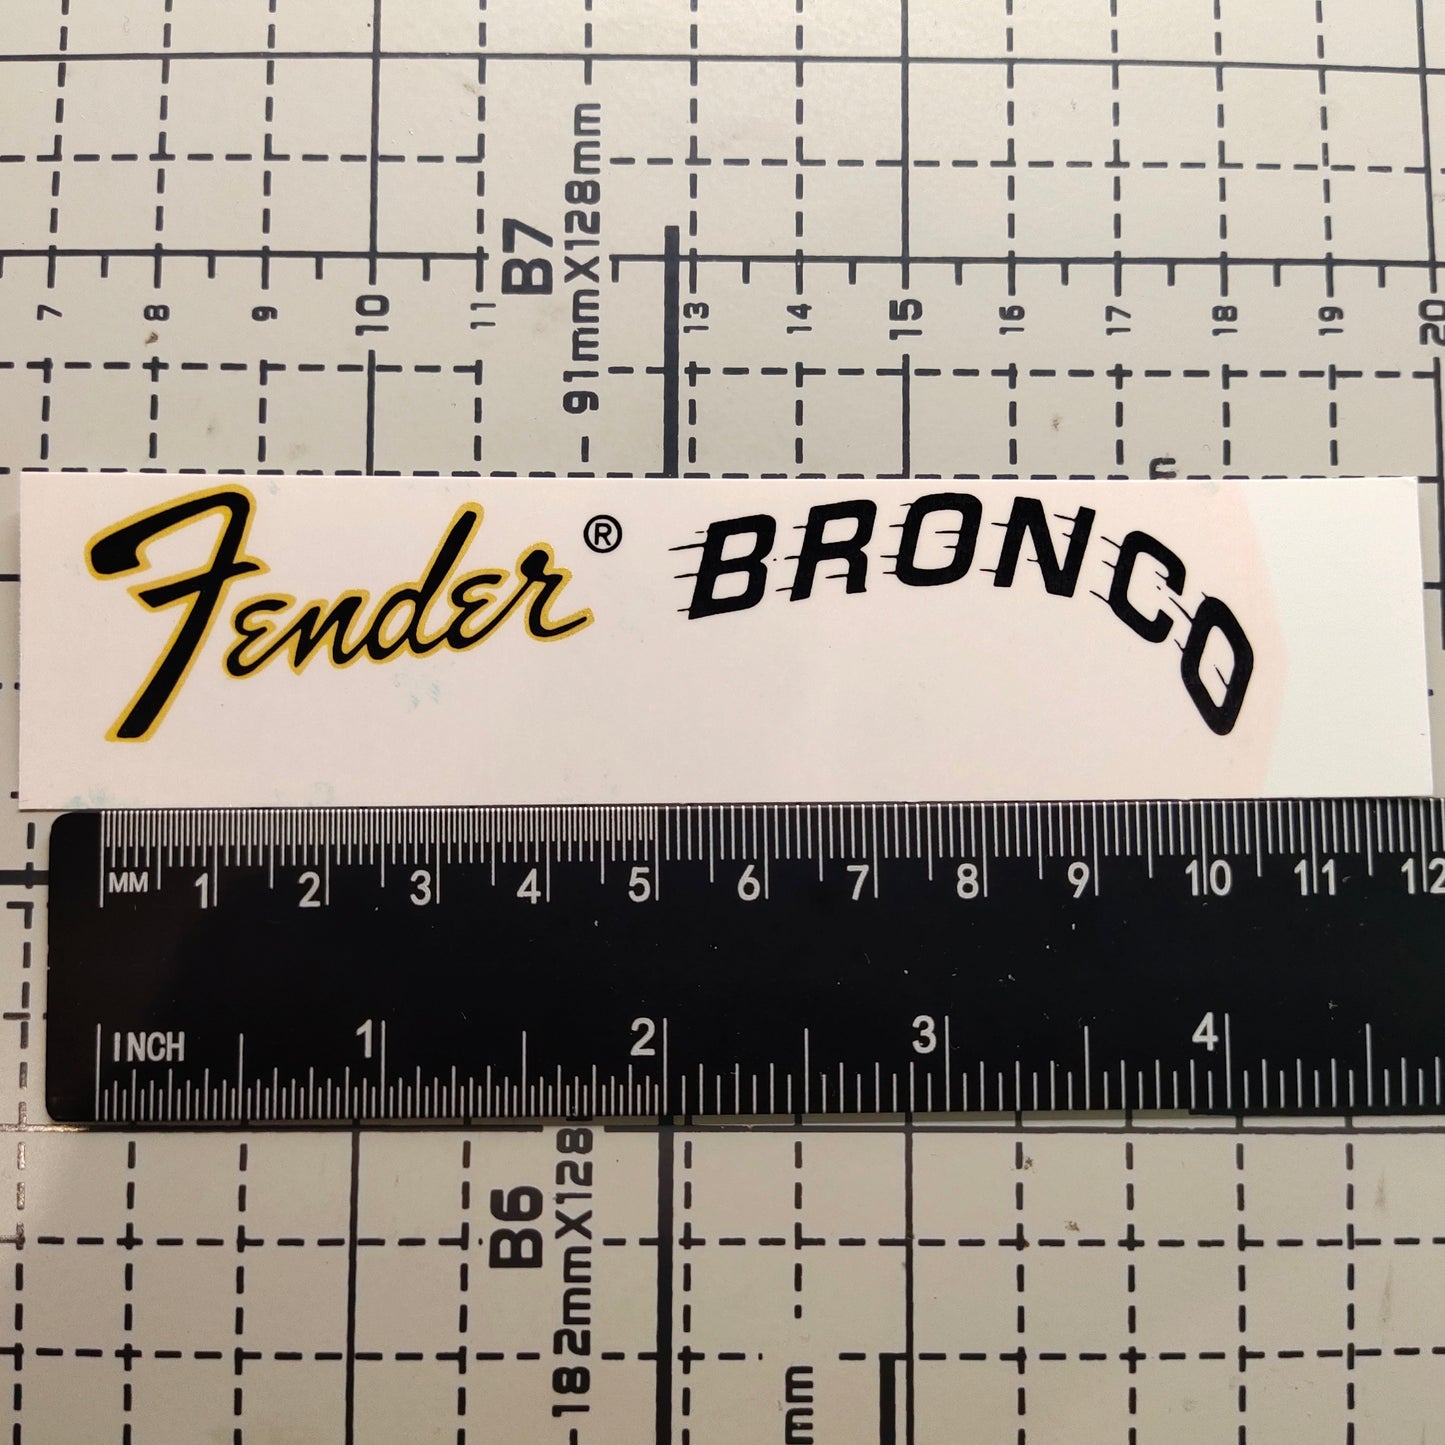 B7
91mmX128mm
7 8 9 10 11 13 14 15 16 17 18 19 20
m
Fender® BRONCO
MM 1 2 3 4 5 6 7 8 9 10 11 12
INCH 1 2 3 4
B6
182mmX128
mm